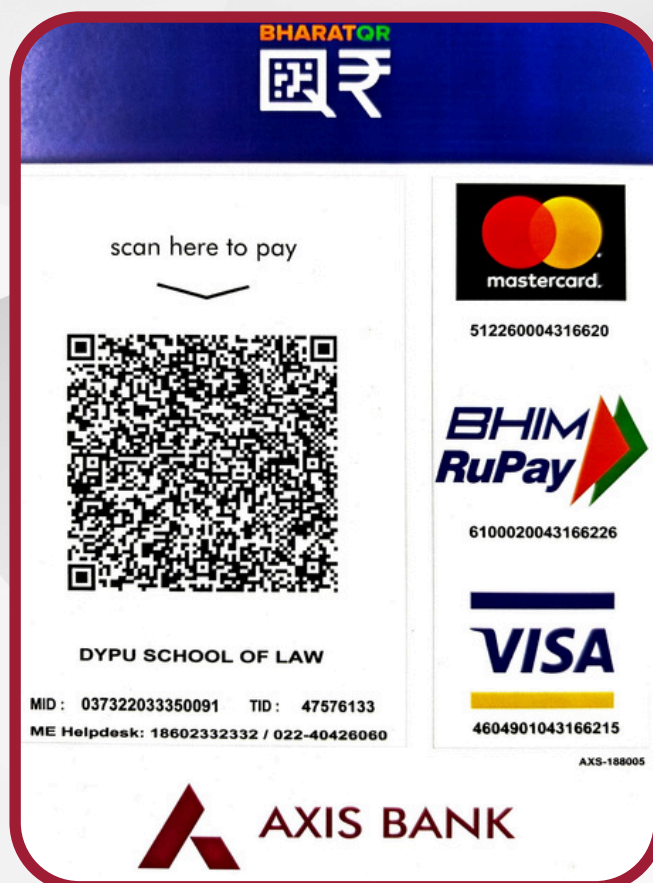 BHARATQR
scan here to pay
DYPU SCHOOL OF LAW
MID : 037322033350091 TID : 47576133
ME Helpdesk: 18602332332 / 022-40426060
mastercard.
512260004316620
BHIM
RuPay
6100020043166226
VISA
4604901043166215
AXS-188005
AXIS BANK